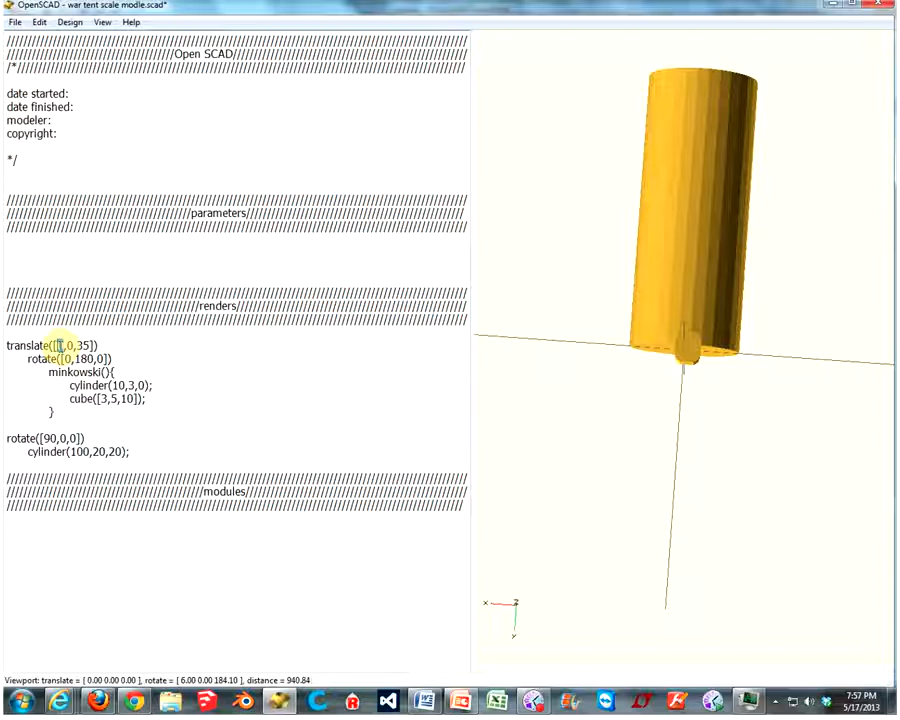 OpenSCAD - war tent scale modle.scad*
File Edit Design View Help
////////////////////////////////////////////////////////////////////////////////////////////////////////////
///////////////////////////////////////Open SCAD///////////////////////////////////////////////////////
/*/////////////////////////////////////////////////////////////////////////////////////////////////////////
date started:
date finished:
modeler:
copyright:
*/
////////////////////////////////////////////////////////////////////////////////////////////////////////////
///////////////////////////////////////////parameters///////////////////////////////////////////////////
////////////////////////////////////////////////////////////////////////////////////////////////////////////
////////////////////////////////////////////////////////////////////////////////////////////////////////////
/////////////////////////////////////////////renders/////////////////////////////////////////////////////
////////////////////////////////////////////////////////////////////////////////////////////////////////////
translate([1,0,35])
rotate([0,180,0])
minkowski(){
cylinder(10,3,0);
cube([3,5,10]);
}
rotate([90,0,0])
cylinder(100,20,20);
////////////////////////////////////////////////////////////////////////////////////////////////////////////
//////////////////////////////////////////////modules////////////////////////////////////////////////////
///////////////////////////////////////////////////////////////////////////////////////////////////////////
x z
y
Viewport: translate = [ 0.00 0.00 0.00 ], rotate = [ 6.00 0.00 184.10 ], distance = 940.84
7:57 PM
5/17/2013